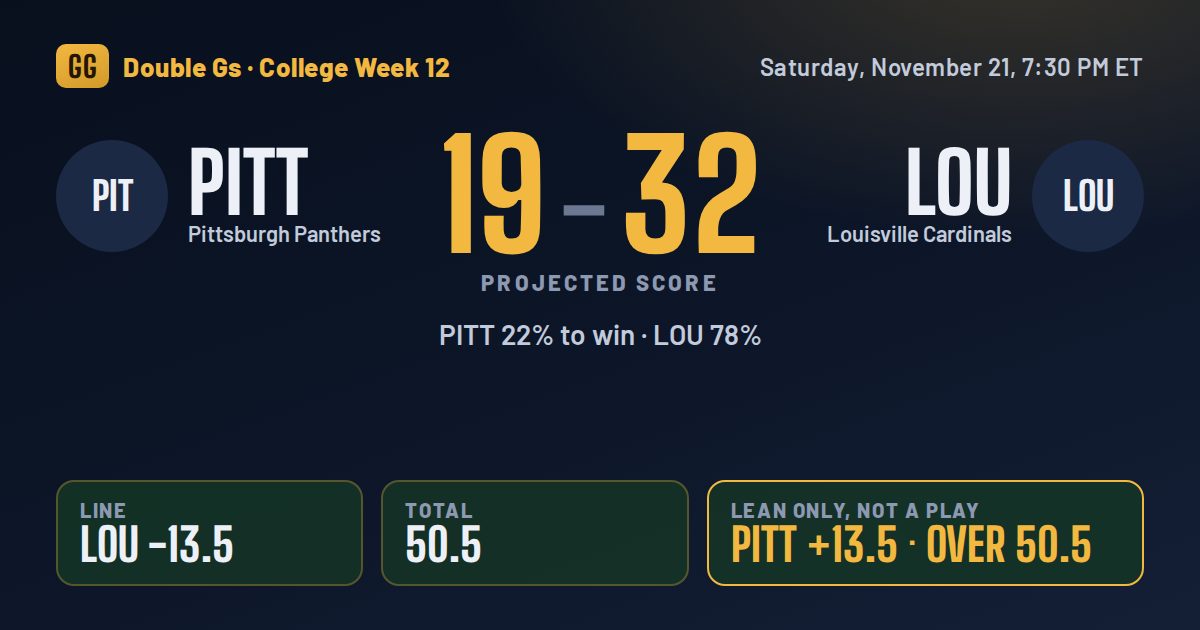 GG Double Gs · College Week 12
Saturday, November 21, 7:30 PM ET
PIT
PITT
Pittsburgh Panthers
19 – 32
PROJECTED SCORE
PITT 22% to win · LOU 78%
LOU
Louisville Cardinals
LOU
LINE
LOU −13.5
TOTAL
50.5
LEAN ONLY, NOT A PLAY
PITT +13.5 · OVER 50.5